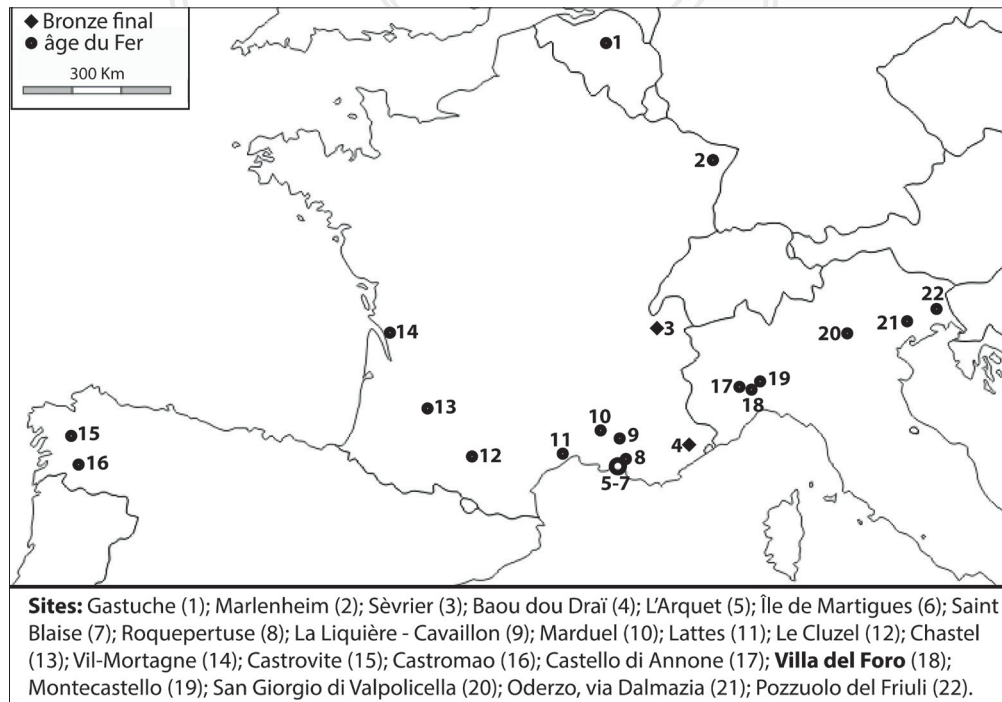 Bronze final
âge du Fer
300 Km
1
2
3
22
21
20
14
19
17
18
13
10
9
15
11
4
12
8
16
5-7
Sites: Gastuche (1); Marlenheim (2); Sèvrier (3); Baou dou Draï (4); L'Arquet (5); Île de Martigues (6); Saint
Blaise (7); Roquepertuse (8); La Liquière - Cavaillon (9); Marduel (10); Lattes (11); Le Cluzel (12); Chastel
(13); Vil-Mortagne (14); Castrovite (15); Castromao (16); Castello di Annone (17); Villa del Foro (18);
Montecastello (19); San Giorgio di Valpolicella (20); Oderzo, via Dalmazia (21); Pozzuolo del Friuli (22).